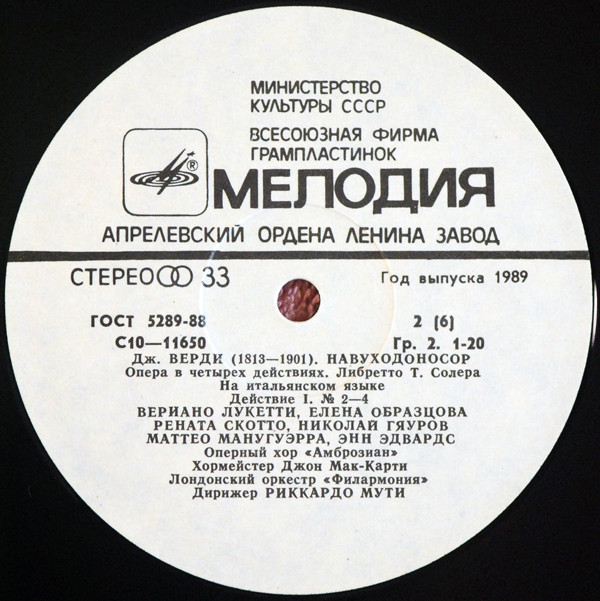 МИНИСТЕРСТВО
КУЛЬТУРЫ СССР
ВСЕСОЮЗНАЯ ФИРМА
ГРАМПЛАСТИНОК
®
МЕЛОДИЯ
АПРЕЛЕВСКИЙ ОРДЕНА ЛЕНИНА ЗАВОД
СТЕРЕО 33
Год выпуска 1989
ГОСТ 5289-88 2 (6)
С10—11650 Гр. 2. 1-20
Дж. ВЕРДИ (1813—1901). НАВУХОДОНОСОР
Опера в четырех действиях. Либретто Т. Солера
На итальянском языке
Действие I. № 2—4
ВЕРИАНО ЛУКЕТТИ, ЕЛЕНА ОБРАЗЦОВА
РЕНАТА СКОТТО, НИКОЛАЙ ГЯУРОВ
МАТТЕО МАНУГУЭРРА, ЭНН ЭДВАРДС
Оперный хор «Амброзиан»
Хормейстер Джон Мак-Карти
Лондонский оркестр «Филармония»
Дирижер РИККАРДО МУТИ